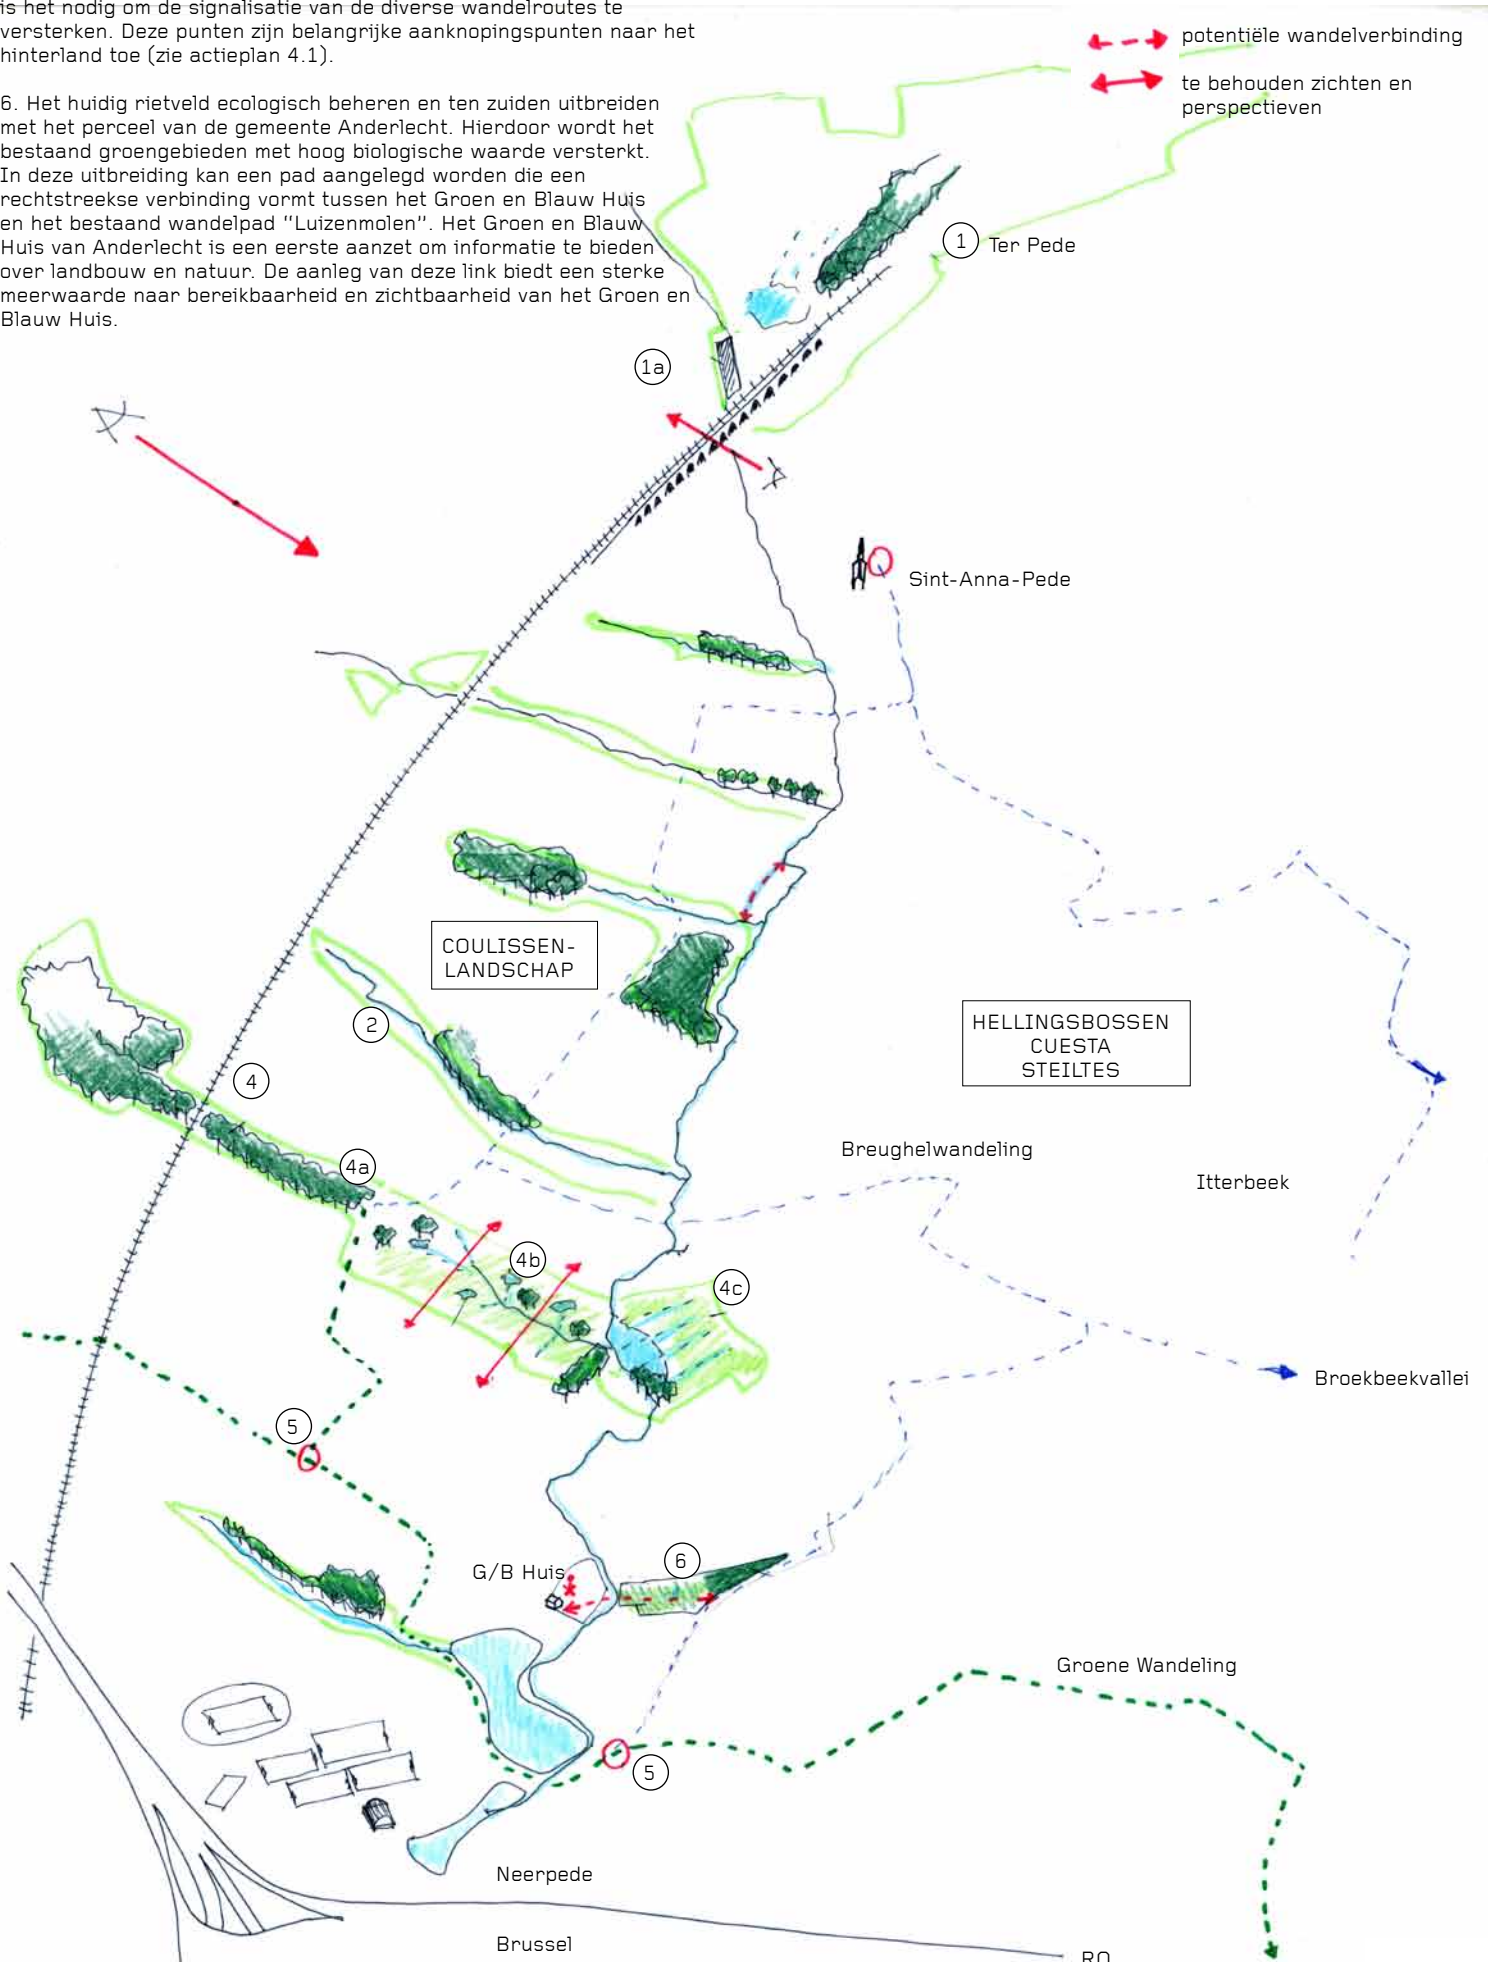 is het nodig om de signalisatie van de diverse wandelroutes te
versterken. Deze punten zijn belangrijke aanknopingspunten naar het
hinterland toe (zie actieplan 4.1).
6. Het huidig rietveld ecologisch beheren en ten zuiden uitbreiden
met het perceel van de gemeente Anderlecht. Hierdoor wordt het
bestaand groengebieden met hoog biologische waarde versterkt.
In deze uitbreiding kan een pad aangelegd worden die een
rechtstreekse verbinding vormt tussen het Groen en Blauw Huis
en het bestaand wandelpad “Luizenmolen”. Het Groen en Blauw
Huis van Anderlecht is een eerste aanzet om informatie te bieden
over landbouw en natuur. De aanleg van deze link biedt een sterke
meerwaarde naar bereikbaarheid en zichtbaarheid van het Groen en
Blauw Huis.
potentiële wandelverbinding
te behouden zichten en
perspectieven
1 Ter Pede
1a
Sint-Anna-Pede
COULISSEN-
LANDSCHAP
2
HELLINGSBOSSEN
CUESTA
STEILTES
4
4a
Breughelwandeling
Itterbeek
4b
4c
Broekbeekvallei
5
G/B Huis
6
Groene Wandeling
5
Neerpede
Brussel
RO